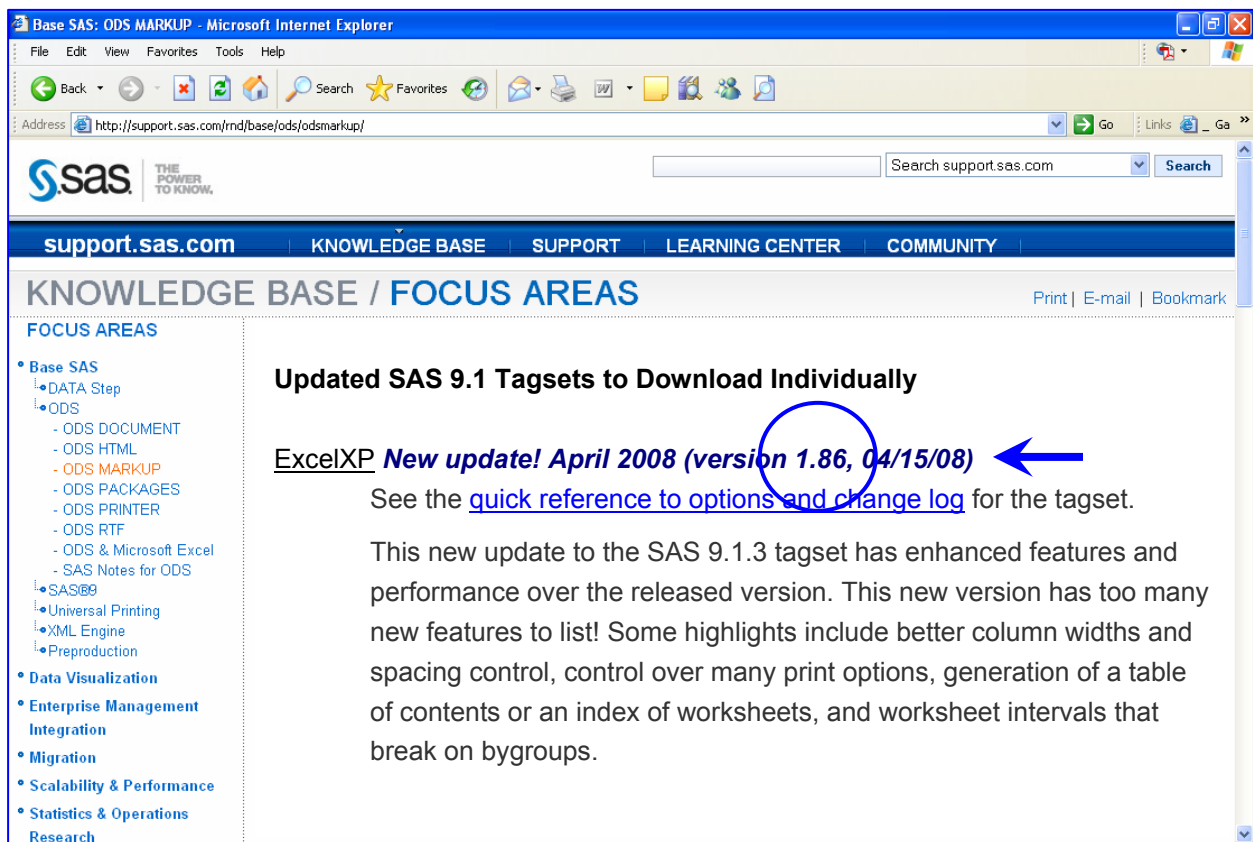 Base SAS: ODS MARKUP - Microsoft Internet Explorer
File Edit View Favorites Tools Help
Back Search Favorites
Address http://support.sas.com/rnd/base/ods/odsmarkup/ Go Links _ Ga »
sas THE POWER TO KNOW. Search support.sas.com Search
support.sas.com KNOWLEDGE BASE SUPPORT LEARNING CENTER COMMUNITY
KNOWLEDGE BASE / FOCUS AREAS Print | E-mail | Bookmark
FOCUS AREAS
Base SAS
DATA Step
ODS
- ODS DOCUMENT
- ODS HTML
- ODS MARKUP
- ODS PACKAGES
- ODS PRINTER
- ODS RTF
- ODS & Microsoft Excel
- SAS Notes for ODS
SAS®9
Universal Printing
XML Engine
Preproduction
Data Visualization
Enterprise Management
Integration
Migration
Scalability & Performance
Statistics & Operations
Research
Updated SAS 9.1 Tagsets to Download Individually
ExcelXP New update! April 2008 (version 1.86, 04/15/08)
See the quick reference to options and change log for the tagset.
This new update to the SAS 9.1.3 tagset has enhanced features and
performance over the released version. This new version has too many
new features to list! Some highlights include better column widths and
spacing control, control over many print options, generation of a table
of contents or an index of worksheets, and worksheet intervals that
break on bygroups.